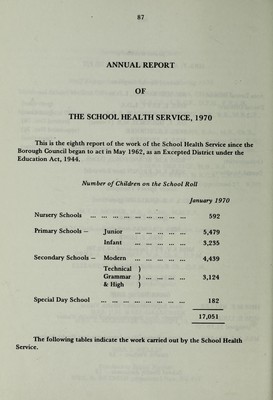 87
ANNUAL REPORT
OF
THE SCHOOL HEALTH SERVICE, 1970
This is the eighth report of the work of the School Health Service since the
Borough Council began to act in May 1962, as an Excepted District under the
Education Act, 1944.
Number of Children on the School Roll
January 1970
Nursery Schools ... ... ... ... ... ... ... ... 592
Primary Schools — Junior ... ... ... ... ... 5,479
Infant ... ... ... ... ... 3,235
Secondary Schools — Modern ... ... ... ... ... 4,439
Technical )
Grammar ) ... ... ... ... 3,124
& High )
Special Day School ... ... ... ... ... ... ... 182
17,051
The following tables indicate the work carried out by the School Health
Service.